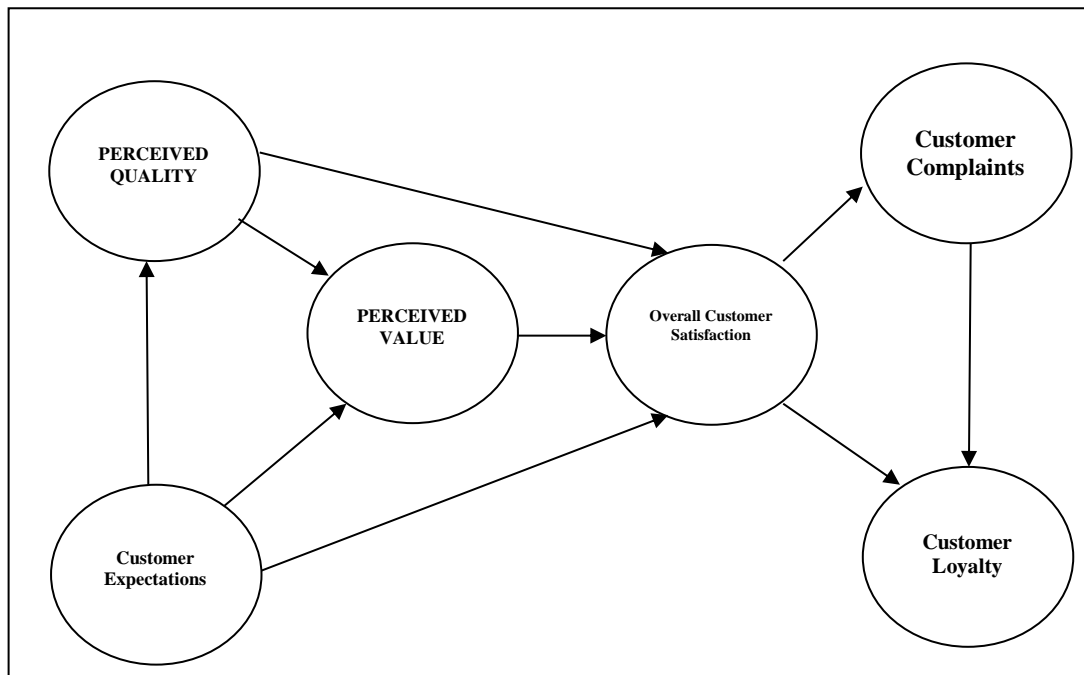 PERCEIVED
QUALITY
PERCEIVED
VALUE
Overall Customer
Satisfaction
Customer
Complaints
Customer
Expectations
Customer
Loyalty